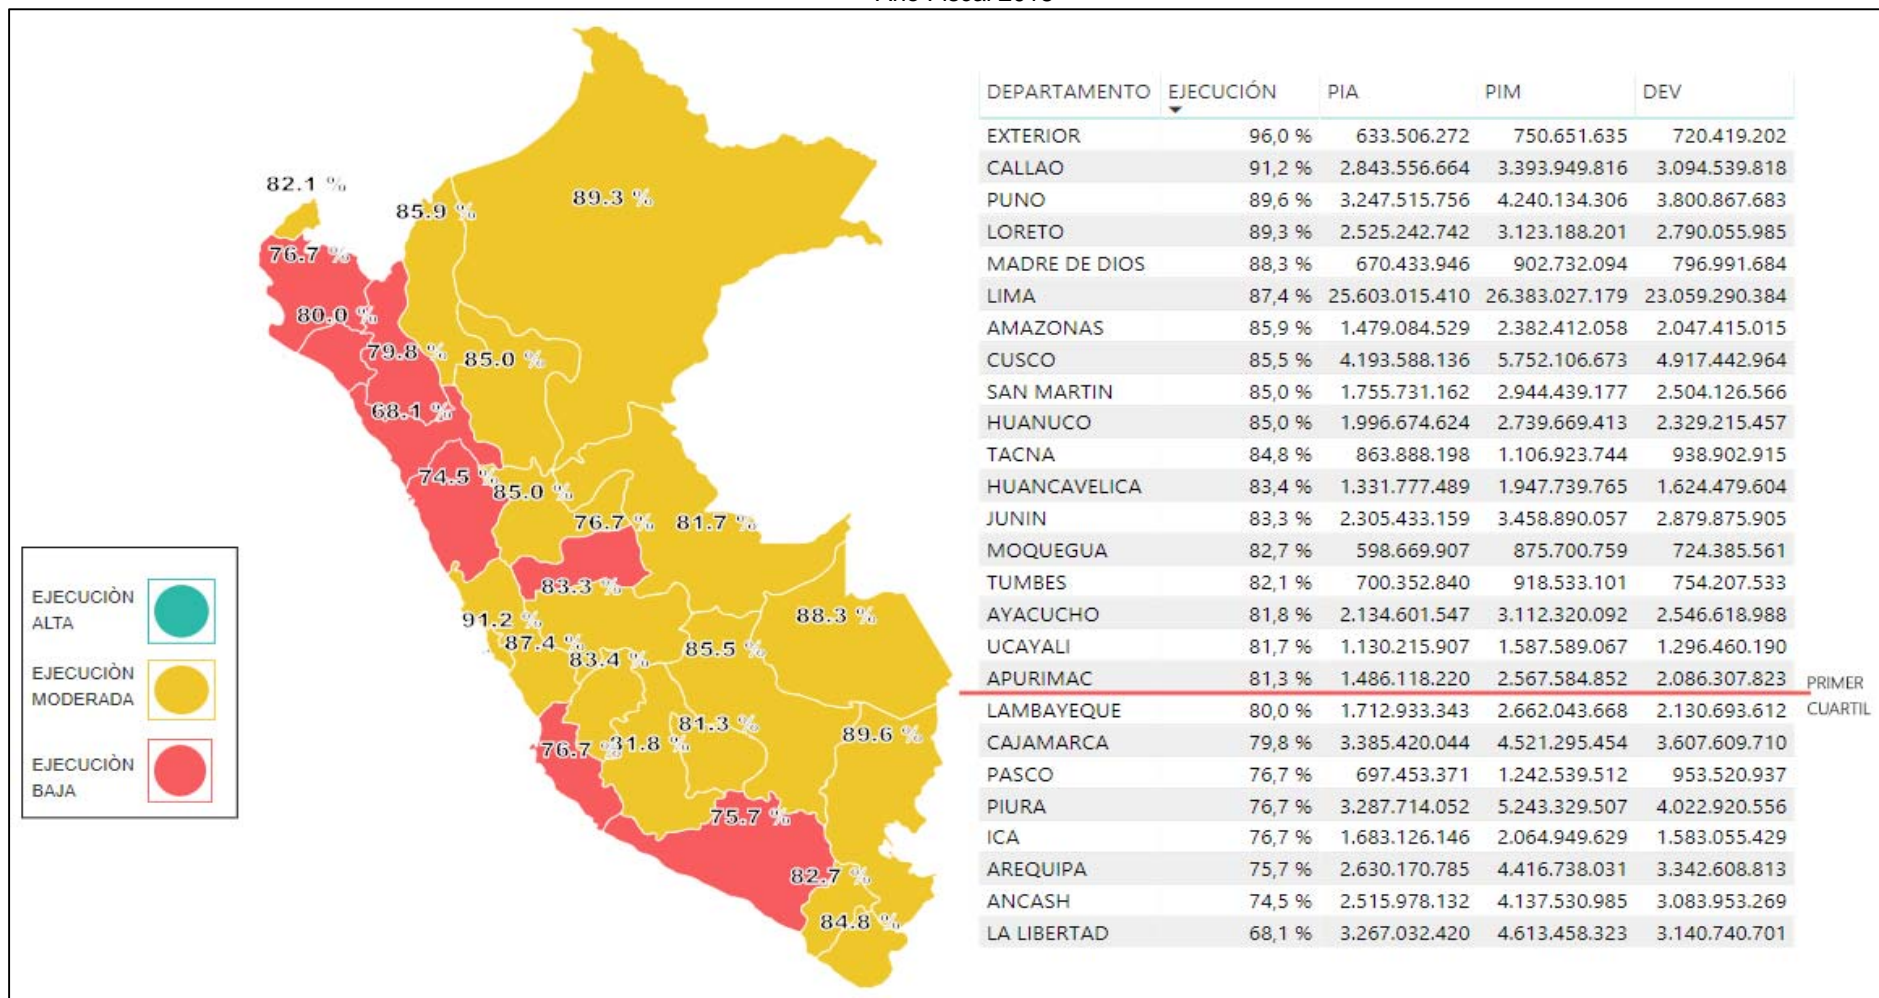 Año Fiscal 2018
82.1 %
85.9 %
89.3 %
76.7 %
80.0 %
79.8 %
85.0 %
68.1 %
74.5 %
85.0 %
76.7 %
81.7 %
83.3 %
91.2 %
87.4 %
83.4 %
85.5 %
88.3 %
76.7 %
81.8 %
81.3 %
89.6 %
75.7 %
82.7 %
84.8 %
EJECUCIÒN
ALTA
EJECUCIÒN
MODERADA
EJECUCIÒN
BAJA
DEPARTAMENTO EJECUCIÓN PIA PIM DEV
EXTERIOR 96,0 % 633.506.272 750.651.635 720.419.202
CALLAO 91,2 % 2.843.556.664 3.393.949.816 3.094.539.818
PUNO 89,6 % 3.247.515.756 4.240.134.306 3.800.867.683
LORETO 89,3 % 2.525.242.742 3.123.188.201 2.790.055.985
MADRE DE DIOS 88,3 % 670.433.946 902.732.094 796.991.684
LIMA 87,4 % 25.603.015.410 26.383.027.179 23.059.290.384
AMAZONAS 85,9 % 1.479.084.529 2.382.412.058 2.047.415.015
CUSCO 85,5 % 4.193.588.136 5.752.106.673 4.917.442.964
SAN MARTIN 85,0 % 1.755.731.162 2.944.439.177 2.504.126.566
HUANUCO 85,0 % 1.996.674.624 2.739.669.413 2.329.215.457
TACNA 84,8 % 863.888.198 1.106.923.744 938.902.915
HUANCAVELICA 83,4 % 1.331.777.489 1.947.739.765 1.624.479.604
JUNIN 83,3 % 2.305.433.159 3.458.890.057 2.879.875.905
MOQUEGUA 82,7 % 598.669.907 875.700.759 724.385.561
TUMBES 82,1 % 700.352.840 918.533.101 754.207.533
AYACUCHO 81,8 % 2.134.601.547 3.112.320.092 2.546.618.988
UCAYALI 81,7 % 1.130.215.907 1.587.589.067 1.296.460.190
APURIMAC 81,3 % 1.486.118.220 2.567.584.852 2.086.307.823
PRIMER
CUARTIL
LAMBAYEQUE 80,0 % 1.712.933.343 2.662.043.668 2.130.693.612
CAJAMARCA 79,8 % 3.385.420.044 4.521.295.454 3.607.609.710
PASCO 76,7 % 697.453.371 1.242.539.512 953.520.937
PIURA 76,7 % 3.287.714.052 5.243.329.507 4.022.920.556
ICA 76,7 % 1.683.126.146 2.064.949.629 1.583.055.429
AREQUIPA 75,7 % 2.630.170.785 4.416.738.031 3.342.608.813
ANCASH 74,5 % 2.515.978.132 4.137.530.985 3.083.953.269
LA LIBERTAD 68,1 % 3.267.032.420 4.613.458.323 3.140.740.701